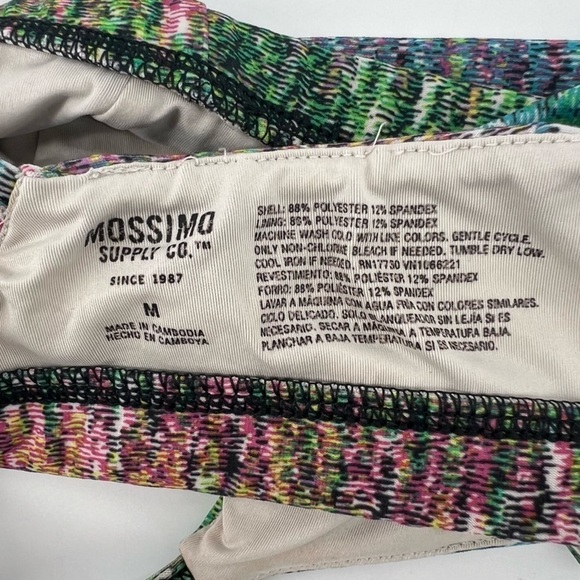 MOSSIMO
SUPPLY CO.™
SINCE 1987
M
MADE IN CAMBODIA
HECHO EN CAMBOYA
SHELL: 88% POLYESTER 12% SPANDEX
LINING: 88% POLYESTER 12% SPANDEX
MACHINE WASH COLD WITH LIKE COLORS. GENTLE CYCLE.
ONLY NON-CHLORINE BLEACH IF NEEDED. TUMBLE DRY LOW.
COOL IRON IF NEEDED. RN17730 VN1066221
REVESTIMIENTO: 88% POLIÉSTER 12% SPANDEX
FORRO: 88% POLIÉSTER 12% SPANDEX
LAVAR A MÁQUINA CON AGUA FRÍA CON COLORES SIMILARES.
CICLO DELICADO. SOLO BLANQUEADOR SIN LEJÍA SI ES
NECESARIO. SECAR A MÁQUINA A TEMPERATURA BAJA.
PLANCHAR A BAJA TEMPERATURA SI ES NECESARIO.